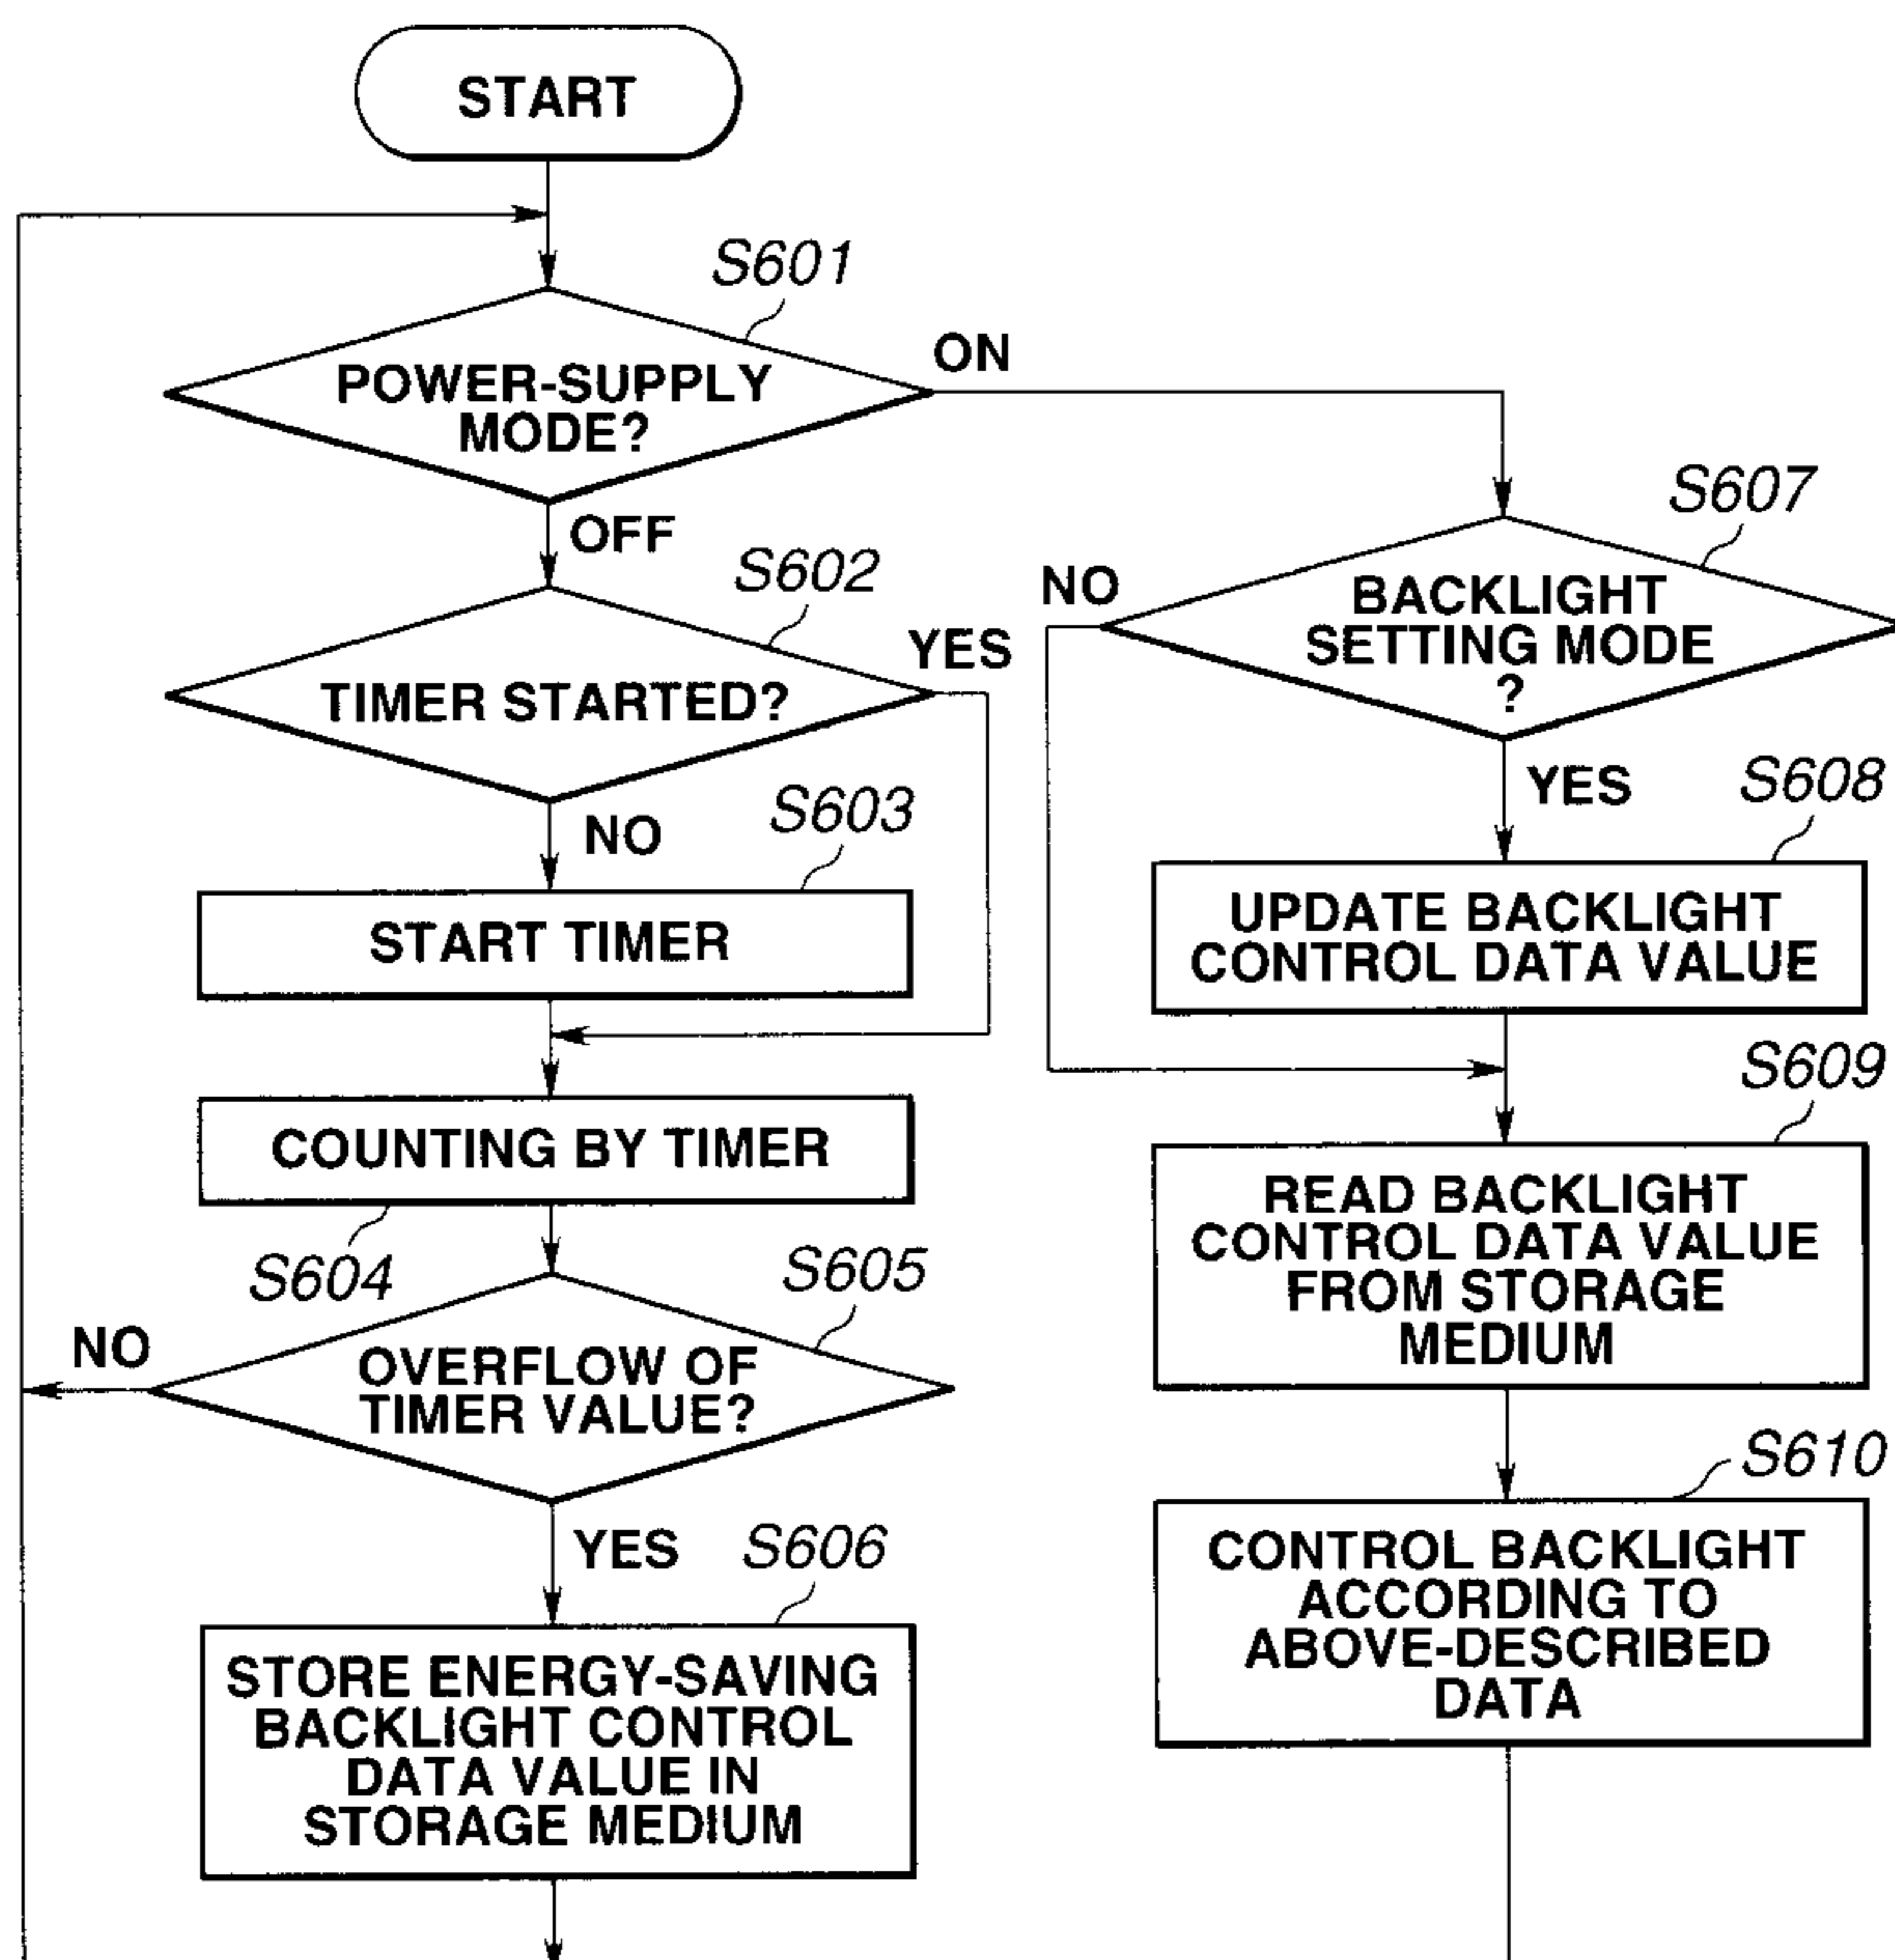 START
S601
POWER-SUPPLY
MODE?
ON
OFF
S602
TIMER STARTED?
YES
NO
S603
START TIMER
COUNTING BY TIMER
S604
S605
OVERFLOW OF
TIMER VALUE?
NO
YES
S606
STORE ENERGY-SAVING
BACKLIGHT CONTROL
DATA VALUE IN
STORAGE MEDIUM
S607
BACKLIGHT
SETTING MODE
?
NO
YES
S608
UPDATE BACKLIGHT
CONTROL DATA VALUE
S609
READ BACKLIGHT
CONTROL DATA VALUE
FROM STORAGE
MEDIUM
S610
CONTROL BACKLIGHT
ACCORDING TO
ABOVE-DESCRIBED
DATA